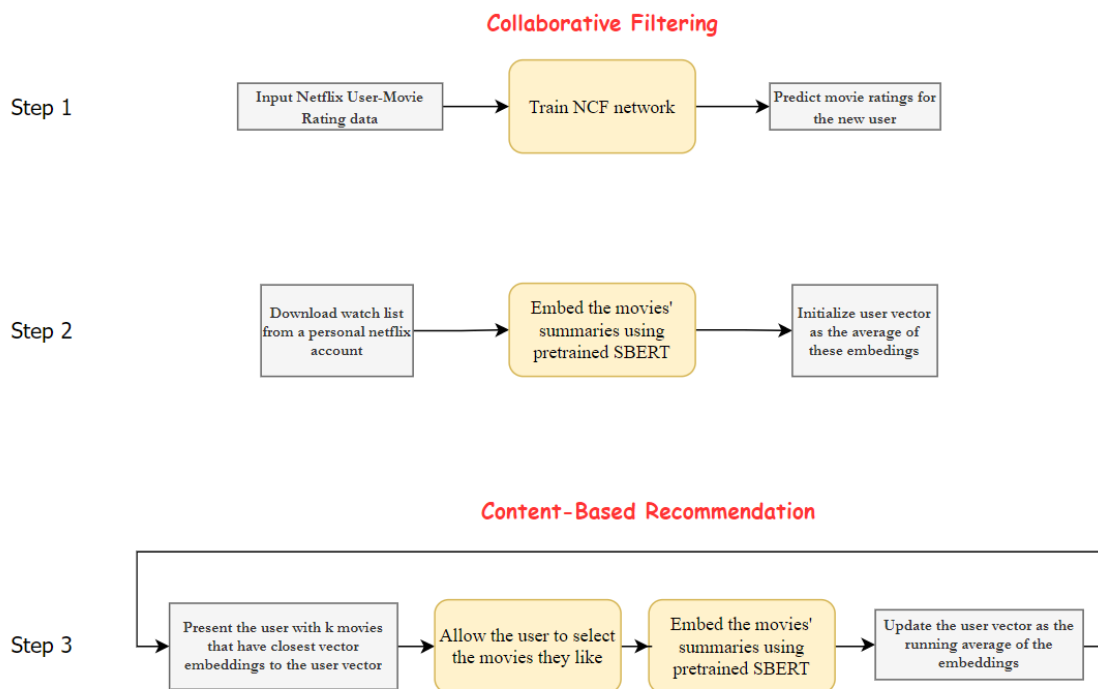 Collaborative Filtering
Step 1
Input Netflix User-Movie
Rating data
Train NCF network
Predict movie ratings for
the new user
Step 2
Download watch list
from a personal netflix
account
Embed the movies'
summaries using
pretrained SBERT
Initialize user vector
as the average of
these embedings
Content-Based Recommendation
Step 3
Present the user with k movies
that have closest vector
embeddings to the user vector
Allow the user to select
the movies they like
Embed the movies'
summaries using
pretrained SBERT
Update the user vector as the
running average of the
embeddings